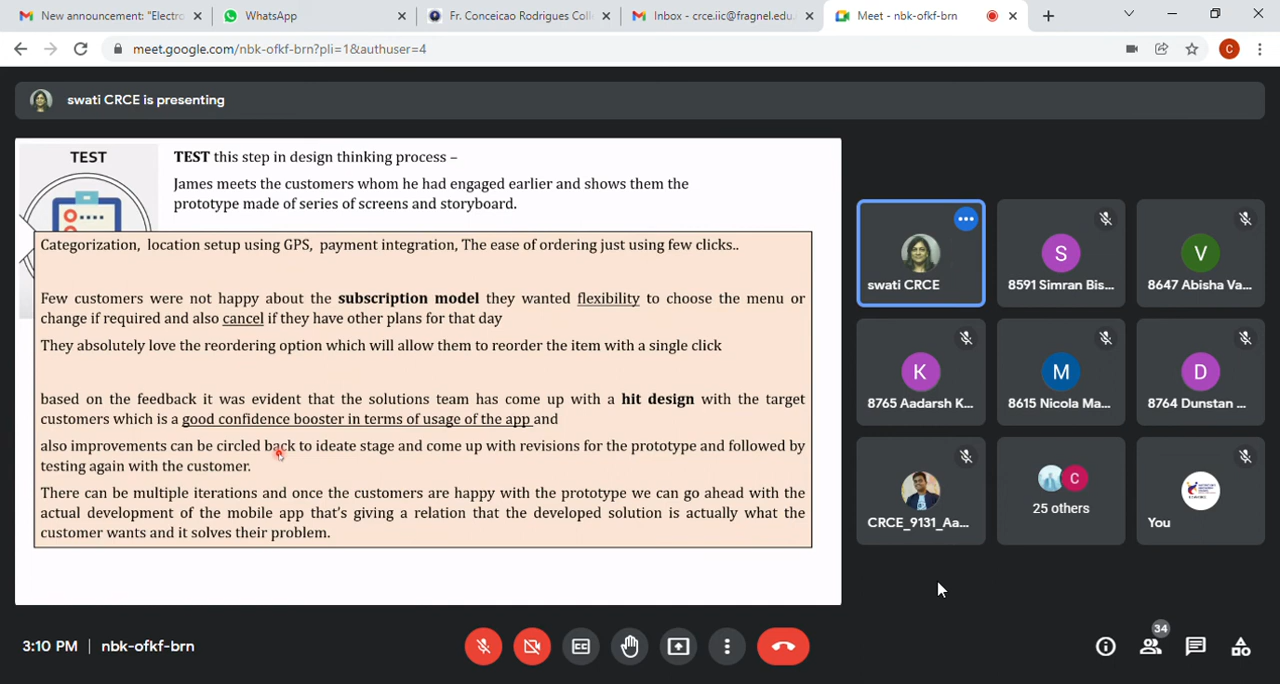 New announcement: "Electro
WhatsApp
Fr. Conceicao Rodrigues Coll
Inbox - crce.iic@fragnel.edu.
Meet - nbk-ofkf-brn
meet.google.com/nbk-ofkf-brn?pli=1&authuser=4
C
swati CRCE is presenting
TEST
TEST this step in design thinking process –
James meets the customers whom he had engaged earlier and shows them the
prototype made of series of screens and storyboard.
Categorization, location setup using GPS, payment integration, The ease of ordering just using few clicks..
Few customers were not happy about the subscription model they wanted flexibility to choose the menu or
change if required and also cancel if they have other plans for that day
They absolutely love the reordering option which will allow them to reorder the item with a single click
based on the feedback it was evident that the solutions team has come up with a hit design with the target
customers which is a good confidence booster in terms of usage of the app and
also improvements can be circled back to ideate stage and come up with revisions for the prototype and followed by
testing again with the customer.
There can be multiple iterations and once the customers are happy with the prototype we can go ahead with the
actual development of the mobile app that's giving a relation that the developed solution is actually what the
customer wants and it solves their problem.
swati CRCE
S
8591 Simran Bis...
V
8647 Abisha Va...
K
8765 Aadarsh K...
M
8615 Nicola Ma...
D
8764 Dunstan ...
CRCE_9131_Aa...
C
25 others
You
3:10 PM | nbk-ofkf-brn
34